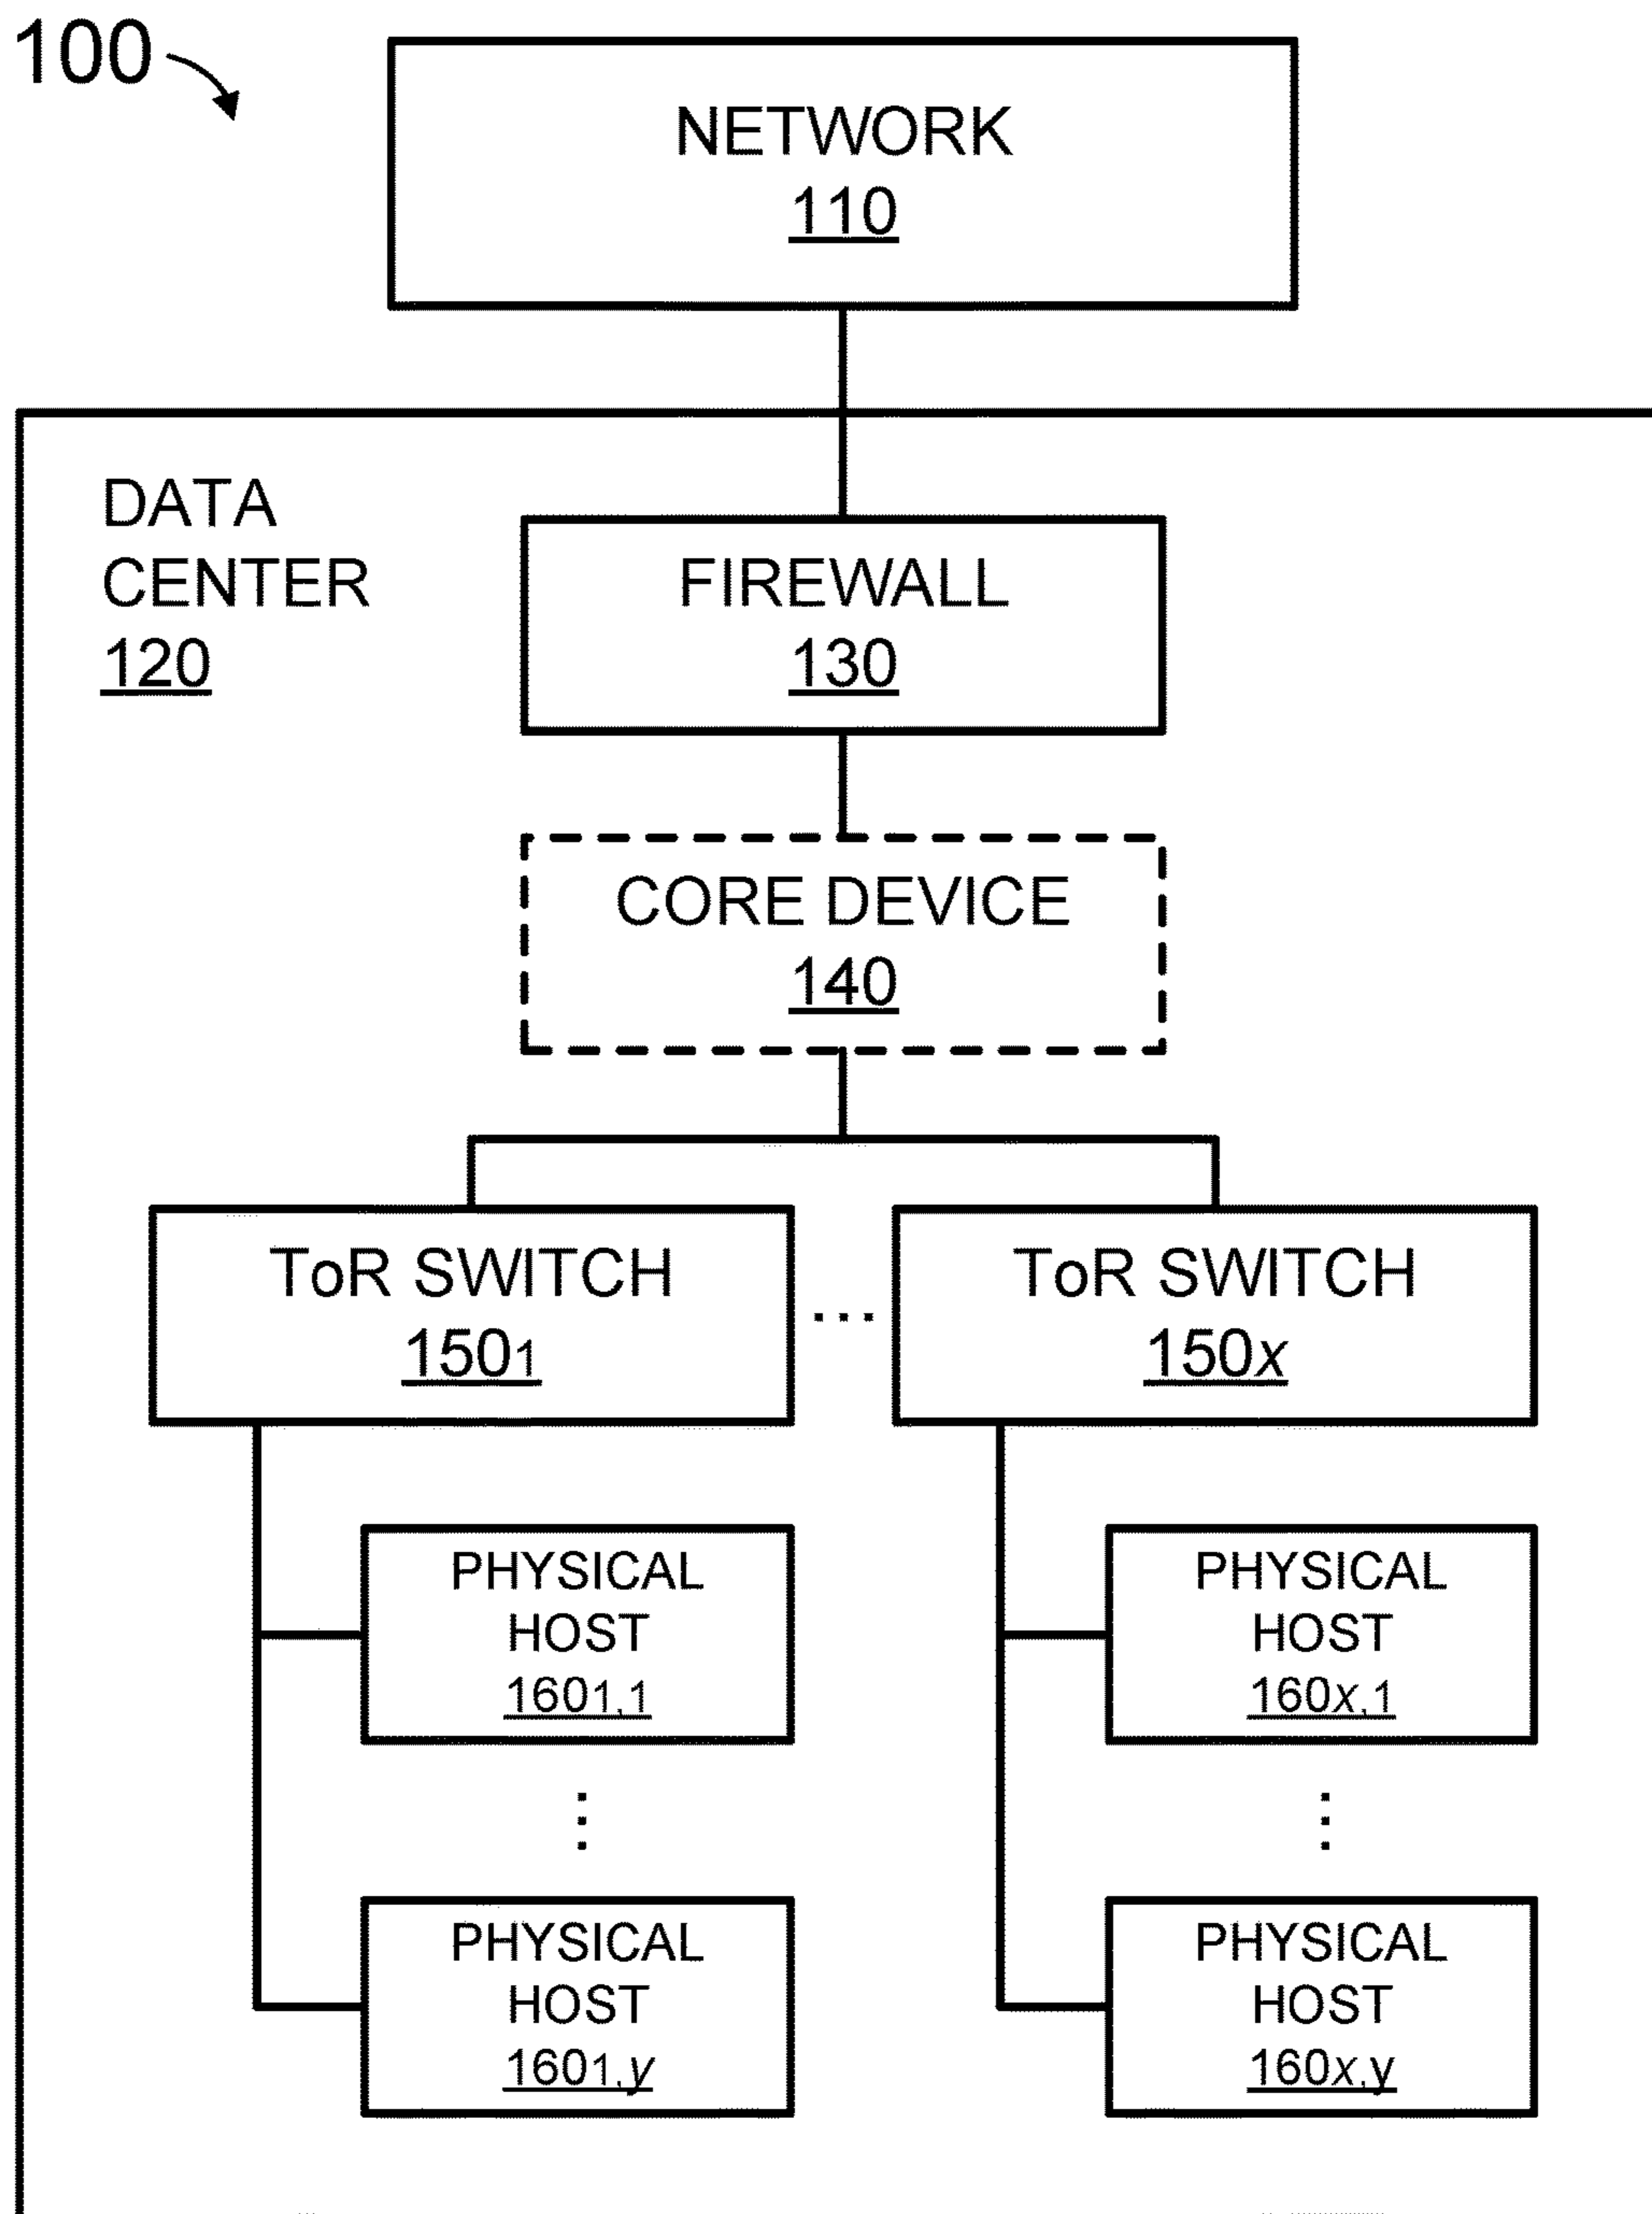 100
NETWORK
110
DATA
CENTER
120
FIREWALL
130
CORE DEVICE
140
ToR SWITCH
1501
...
ToR SWITCH
150x
PHYSICAL
HOST
1601,1
PHYSICAL
HOST
160x,1
PHYSICAL
HOST
1601,y
PHYSICAL
HOST
160x,y